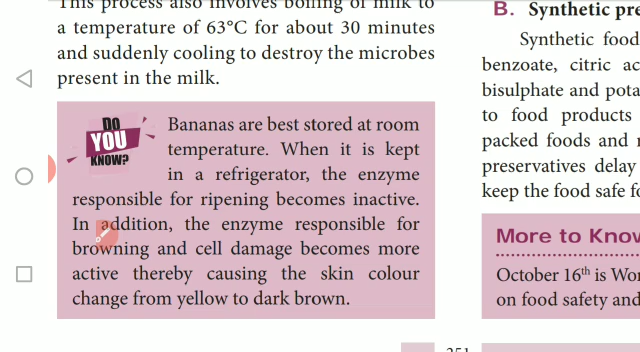 This process also involves boiling of milk to
a temperature of 63°C for about 30 minutes
and suddenly cooling to destroy the microbes
present in the milk.
DO
YOU
KNOW?
Bananas are best stored at room
temperature. When it is kept
in a refrigerator, the enzyme
responsible for ripening becomes inactive.
In addition, the enzyme responsible for
browning and cell damage becomes more
active thereby causing the skin colour
change from yellow to dark brown.
B. Synthetic pre
Synthetic food
benzoate, citric ac
bisulphate and pota
to food products
packed foods and
preservatives delay
keep the food safe fo
More to Know
October 16th is Wor
on food safety and
251